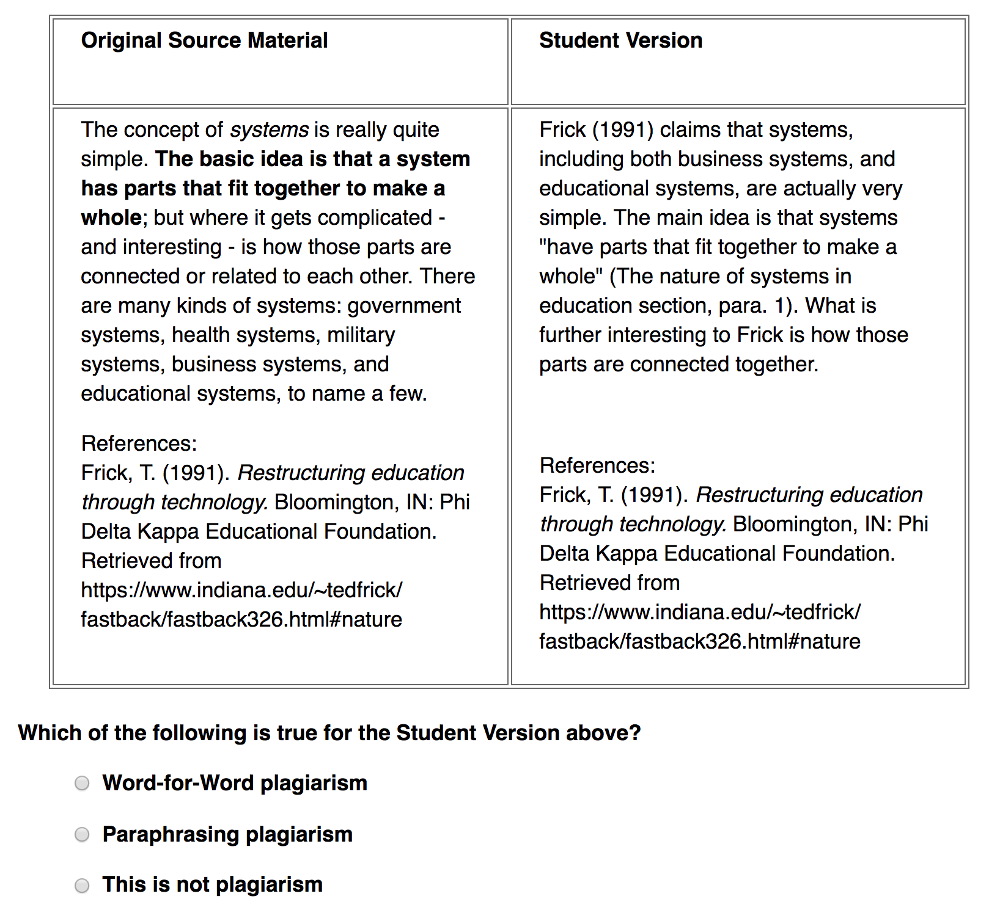 Original Source Material
Student Version
The concept of systems is really quite
simple. The basic idea is that a system
has parts that fit together to make a
whole; but where it gets complicated -
and interesting - is how those parts are
connected or related to each other. There
are many kinds of systems: government
systems, health systems, military
systems, business systems, and
educational systems, to name a few.
References:
Frick, T. (1991). Restructuring education
through technology. Bloomington, IN: Phi
Delta Kappa Educational Foundation.
Retrieved from
https://www.indiana.edu/~tedfrick/
fastback/fastback326.html#nature
Frick (1991) claims that systems,
including both business systems, and
educational systems, are actually very
simple. The main idea is that systems
"have parts that fit together to make a
whole" (The nature of systems in
education section, para. 1). What is
further interesting to Frick is how those
parts are connected together.
References:
Frick, T. (1991). Restructuring education
through technology. Bloomington, IN: Phi
Delta Kappa Educational Foundation.
Retrieved from
https://www.indiana.edu/~tedfrick/
fastback/fastback326.html#nature
Which of the following is true for the Student Version above?
Word-for-Word plagiarism
Paraphrasing plagiarism
This is not plagiarism